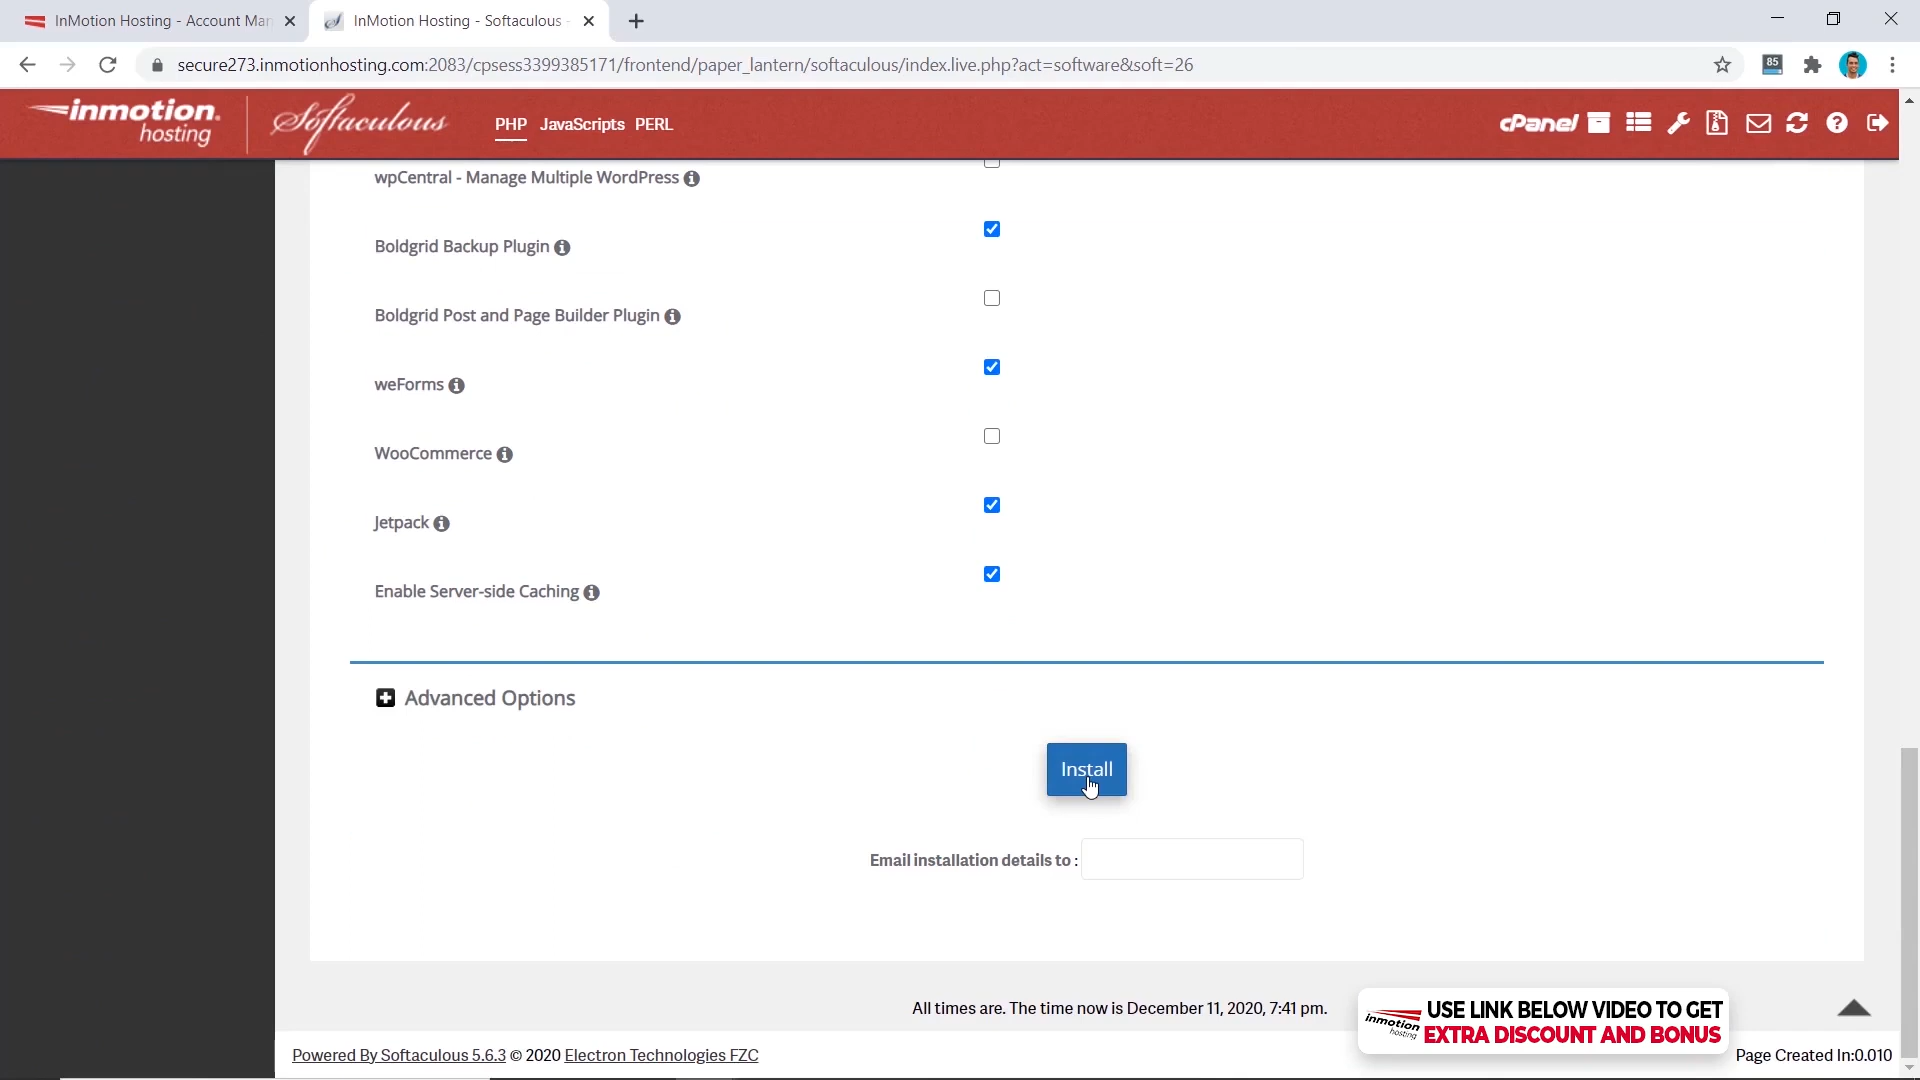 InMotion Hosting - Account Man
InMotion Hosting - Softaculous -
secure273.inmotionhosting.com:2083/cpsess3399385171/frontend/paper_lantern/softaculous/index.live.php?act=software&soft=26
85
inmotion hosting
Softaculous
PHP JavaScripts PERL
cPanel
wpCentral - Manage Multiple WordPress
Boldgrid Backup Plugin
Boldgrid Post and Page Builder Plugin
weForms
WooCommerce
Jetpack
Enable Server-side Caching
Advanced Options
Install
Email installation details to :
All times are. The time now is December 11, 2020, 7:41 pm.
inmotion hosting
USE LINK BELOW VIDEO TO GET
EXTRA DISCOUNT AND BONUS
Powered By Softaculous 5.6.3 © 2020 Electron Technologies FZC
Page Created In:0.010